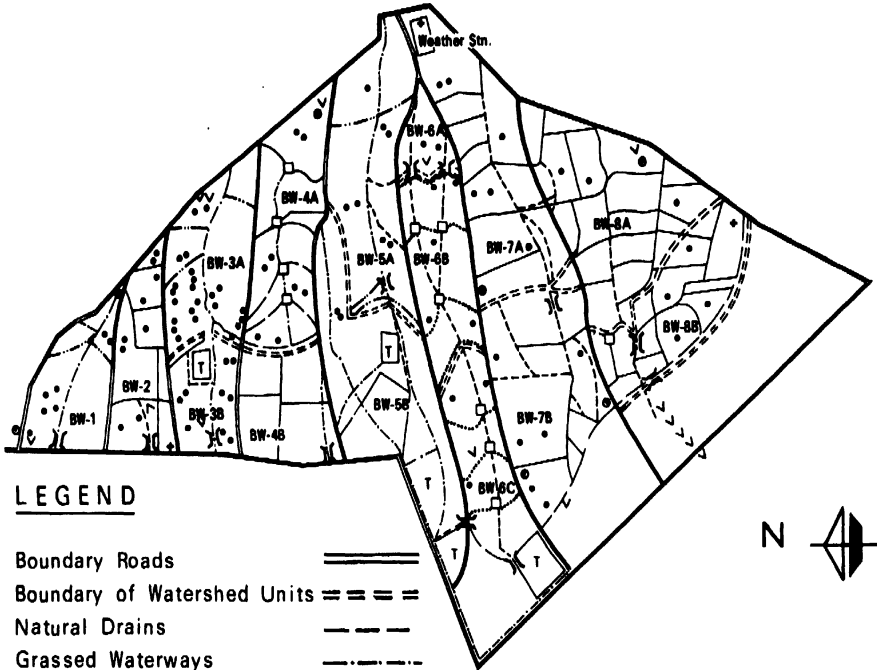 Weather Stn.
BW-6A
BW-4A
BW-8A
BW-7A
BW-3A
BW-5A
BW-6B
BW-8B
T
T
BW-2
BW-1
BW-3B
BW-5B
BW-7B
BW-4B
T
BW-6C
T
T
LEGEND
N
Boundary Roads
Boundary of Watershed Units
Natural Drains
Grassed Waterways